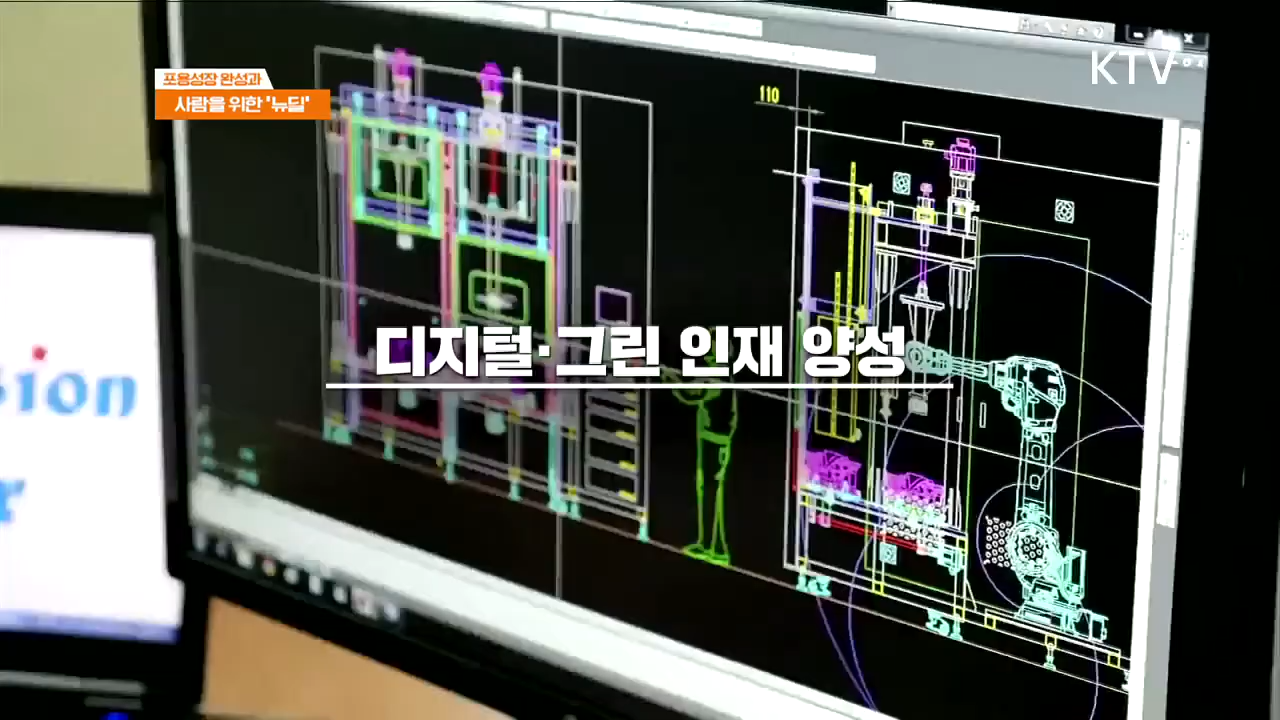 KTV
포용성장 완성과
사람을 위한 '뉴딜'
110
디지털·그린 인재 양성
sion
r